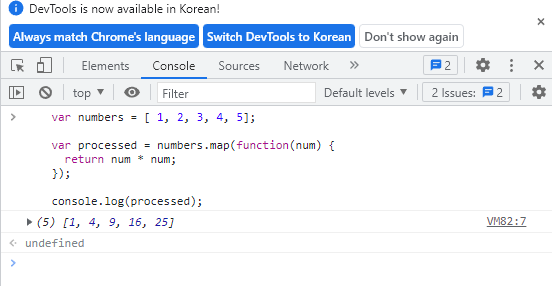 DevTools is now available in Korean!
Always match Chrome's language Switch DevTools to Korean Don't show again
Elements Console Sources Network » 2
top ▾ Filter Default levels ▾ 2 Issues: 2
> var numbers = [ 1, 2, 3, 4, 5];
var processed = numbers.map(function(num) {
return num * num;
});
console.log(processed);
▶ (5) [1, 4, 9, 16, 25] VM82:7
undefined
>